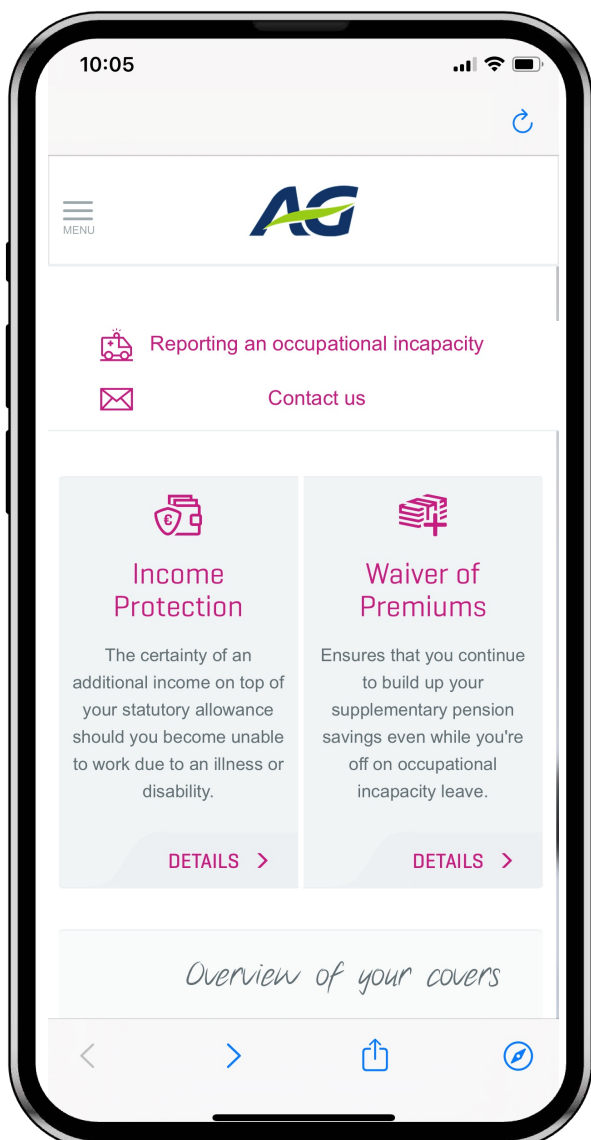 10:05
MENU
AG
Reporting an occupational incapacity
Contact us
Income
Protection
The certainty of an
additional income on top of
your statutory allowance
should you become unable
to work due to an illness or
disability.
DETAILS
Waiver of
Premiums
Ensures that you continue
to build up your
supplementary pension
savings even while you're
off on occupational
incapacity leave.
DETAILS
Overview of your covers